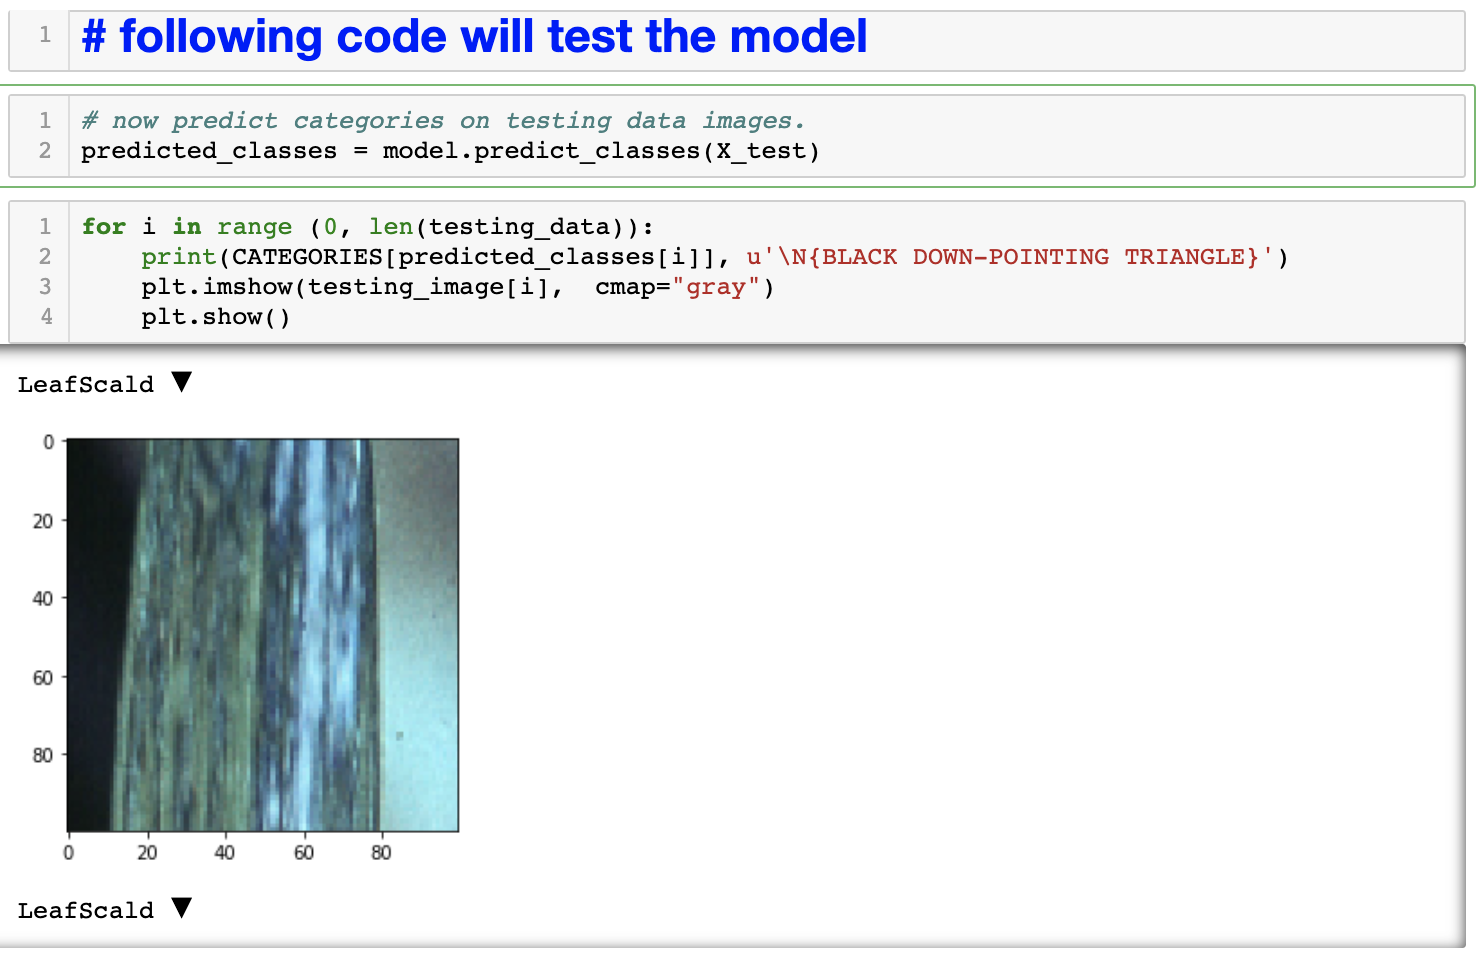 1 # following code will test the model
1 # now predict categories on testing data images.
2 predicted_classes = model.predict_classes(X_test)
1 for i in range (0, len(testing_data)):
2     print(CATEGORIES[predicted_classes[i]], u'\N{BLACK DOWN-POINTING TRIANGLE}')
3     plt.imshow(testing_image[i],  cmap="gray")
4     plt.show()
LeafScald ▼
0
20
40
60
80
0 20 40 60 80
LeafScald ▼